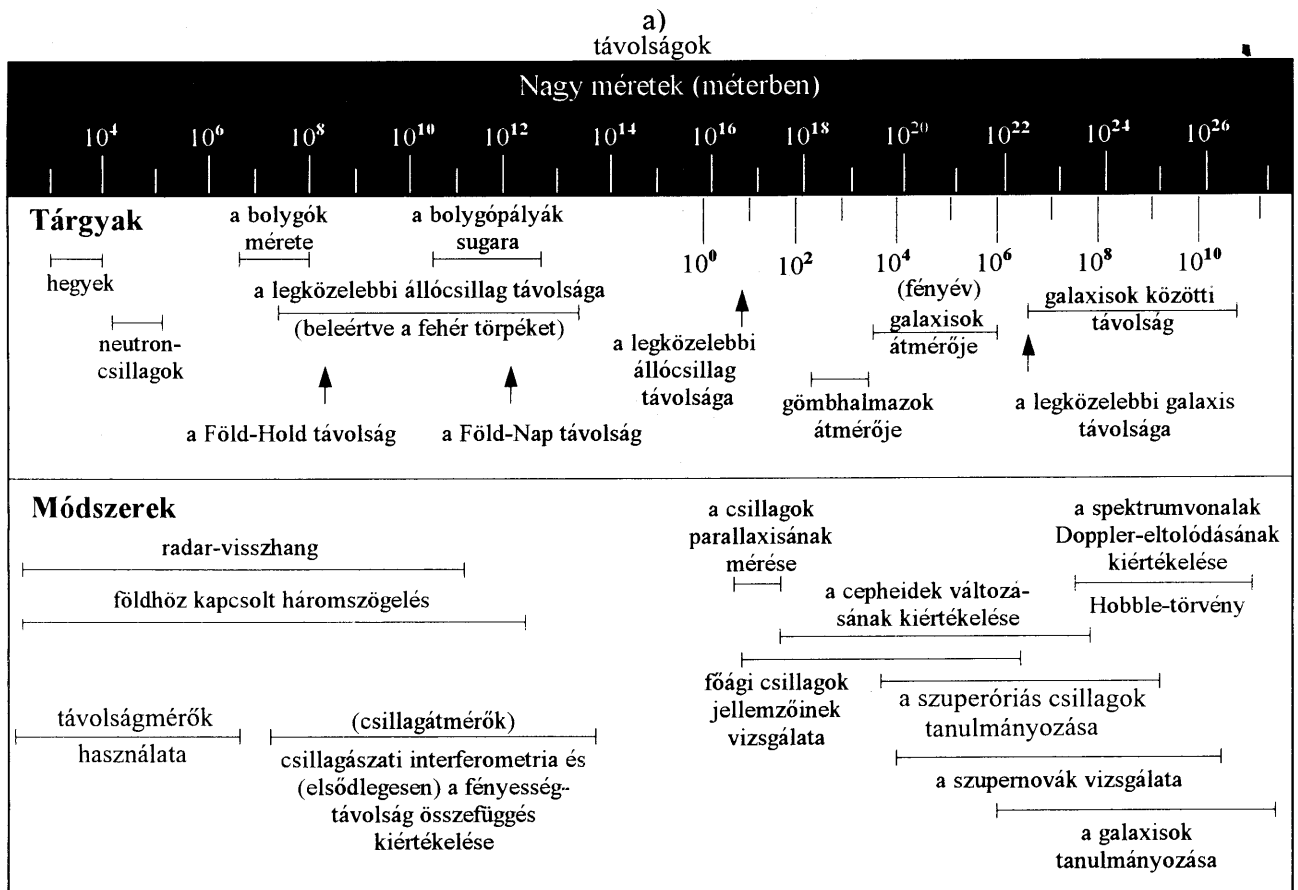 a)
távolságok
Nagy méretek (méterben)
10⁴ 10⁶ 10⁸ 10¹⁰ 10¹² 10¹⁴ 10¹⁶ 10¹⁸ 10²⁰ 10²² 10²⁴ 10²⁶
Tárgyak
hegyek
neutron-
csillagok
a bolygók
mérete
a bolygópályák
sugara
a legközelebbi állócsillag távolsága
(beleértve a fehér törpéket)
a Föld-Hold távolság
a Föld-Nap távolság
10⁰ 10² 10⁴ 10⁶ 10⁸ 10¹⁰
(fényév)
a legközelebbi
állócsillag
távolsága
galaxisok
átmérője
gömbhalmazok
átmérője
galaxisok közötti
távolság
a legközelebbi galaxis
távolsága
Módszerek
radar-visszhang
földhöz kapcsolt háromszögelés
távolságmérők
használata
(csillagátmérők)
csillagászati interferometria és
(elsődlegesen) a fényesség-
távolság összefüggés
kiértékelése
a csillagok
parallaxisának
mérése
a cepheidek változá-
sának kiértékelése
a spektrumvonalak
Doppler-eltolódásának
kiértékelése
Hobble-törvény
főági csillagok
jellemzőinek
vizsgálata
a szuperóriás csillagok
tanulmányozása
a szupernovák vizsgálata
a galaxisok
tanulmányozása